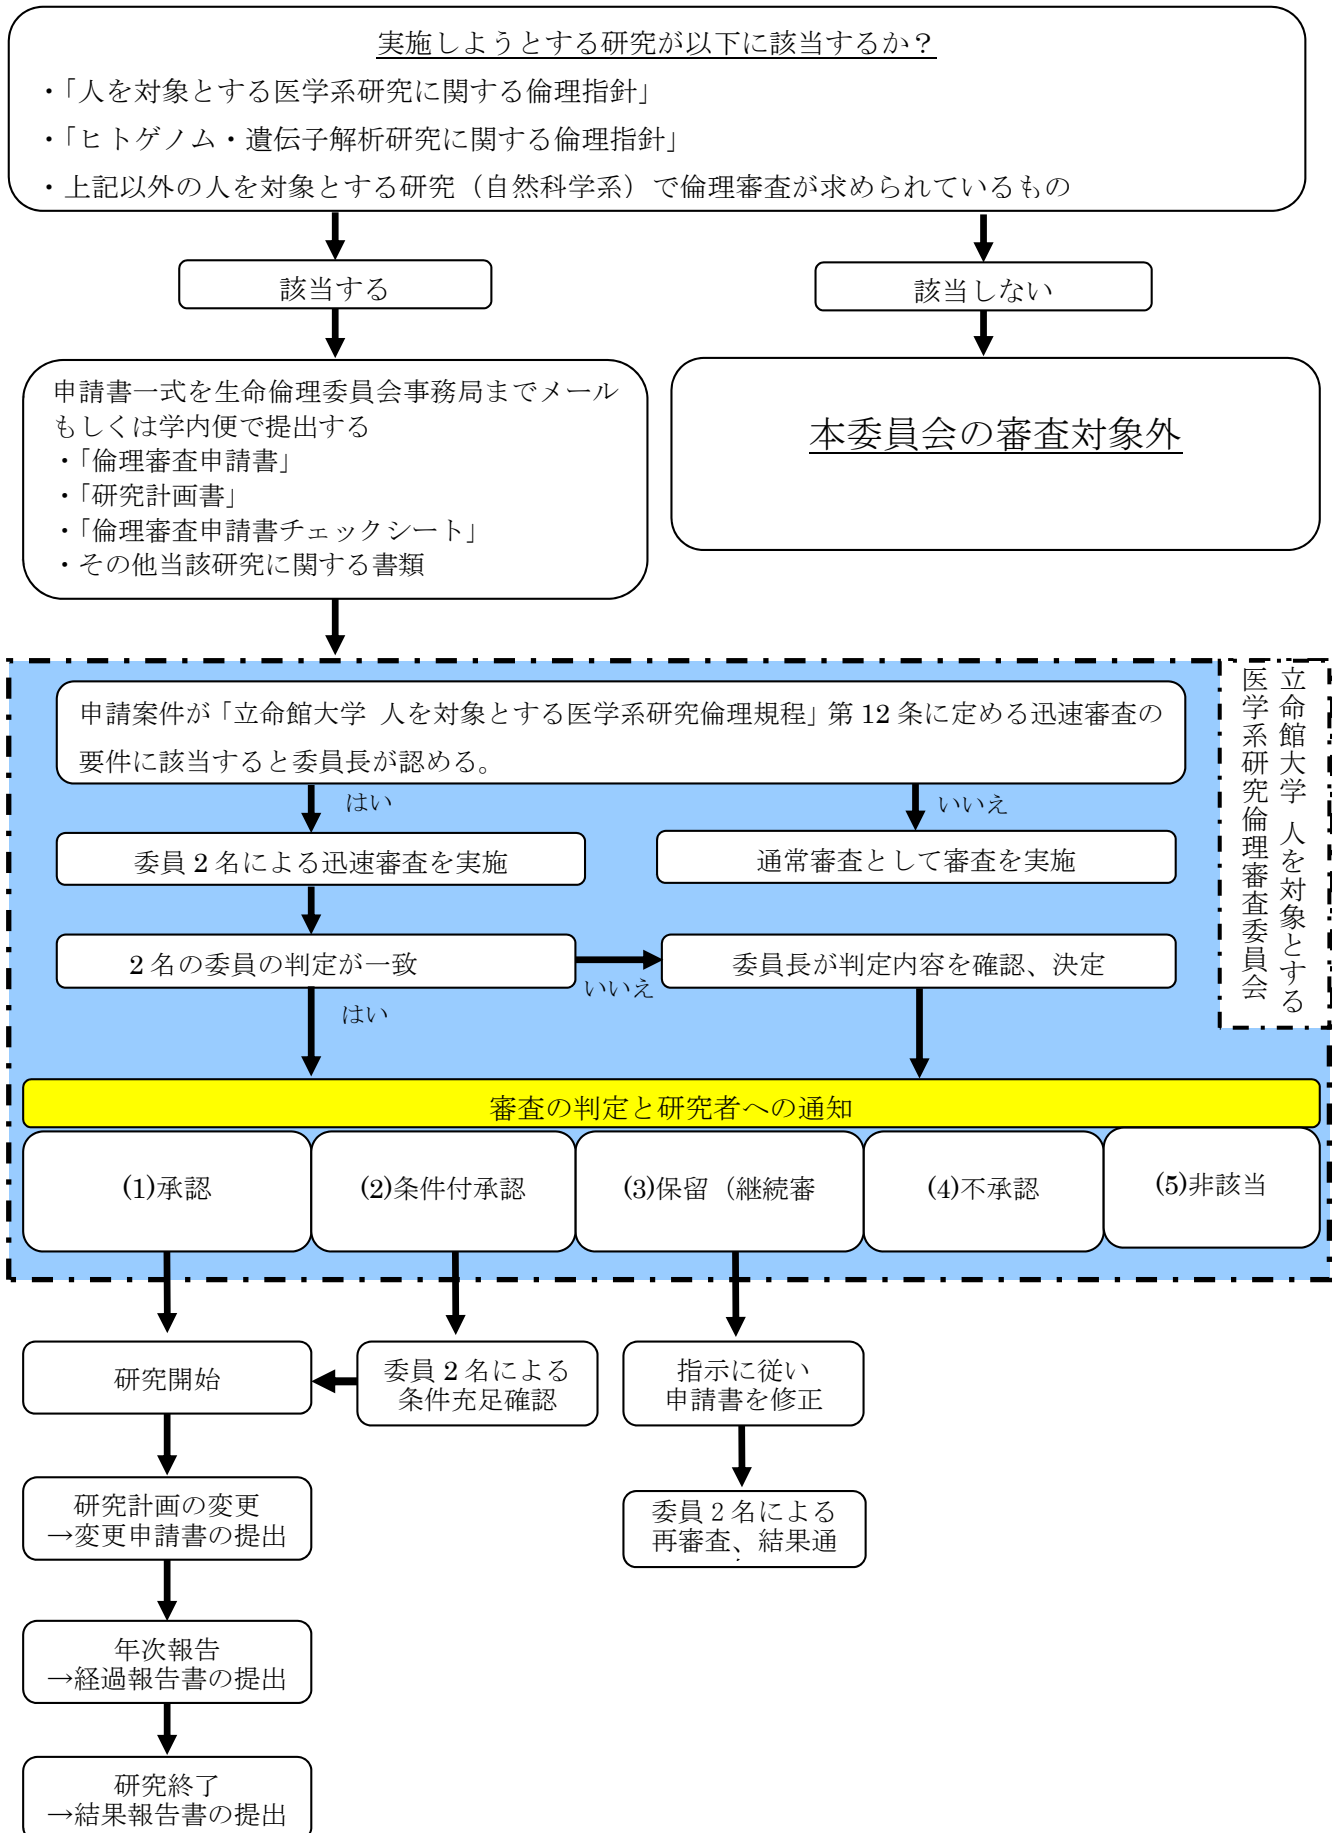 実施しようとする研究が以下に該当するか？
・「人を対象とする医学系研究に関する倫理指針」
・「ヒトゲノム・遺伝子解析研究に関する倫理指針」
・上記以外の人を対象とする研究（自然科学系）で倫理審査が求められているもの
該当する
該当しない
申請書一式を生命倫理委員会事務局までメール
もしくは学内便で提出する
・「倫理審査申請書」
・「研究計画書」
・「倫理審査申請書チェックシート」
・その他当該研究に関する書類
本委員会の審査対象外
立命館大学 人を対象とする
医学系研究倫理審査委員会
申請案件が「立命館大学 人を対象とする医学系研究倫理規程」第 12 条に定める迅速審査の
要件に該当すると委員長が認める。
はい
いいえ
委員 2 名による迅速審査を実施
通常審査として審査を実施
2 名の委員の判定が一致
いいえ
委員長が判定内容を確認、決定
はい
審査の判定と研究者への通知
(1)承認
(2)条件付承認
(3)保留（継続審
(4)不承認
(5)非該当
研究開始
委員 2 名による
条件充足確認
指示に従い
申請書を修正
研究計画の変更
→変更申請書の提出
委員 2 名による
再審査、結果通
年次報告
→経過報告書の提出
研究終了
→結果報告書の提出